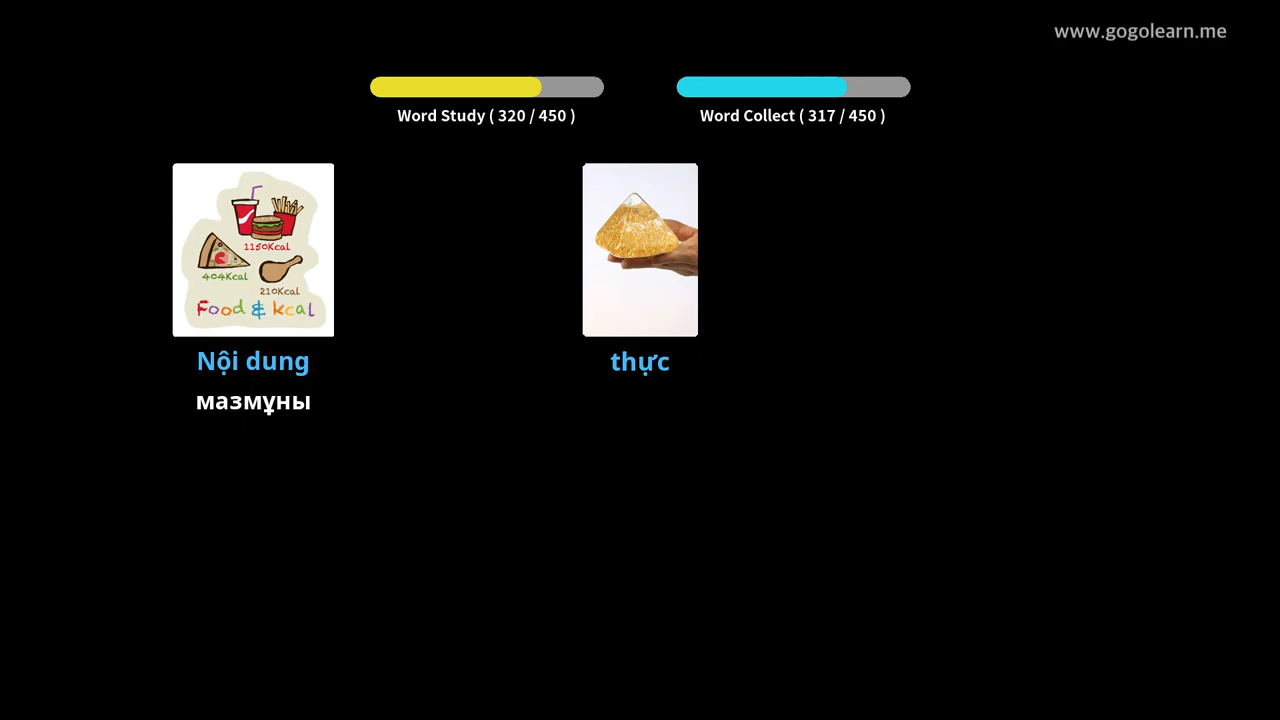 www.gogolearn.me
Word Study ( 320 / 450 )
Word Collect ( 317 / 450 )
1150Kcal
404Kcal
210Kcal
Food & kcal
Nội dung
thực
мазмұны